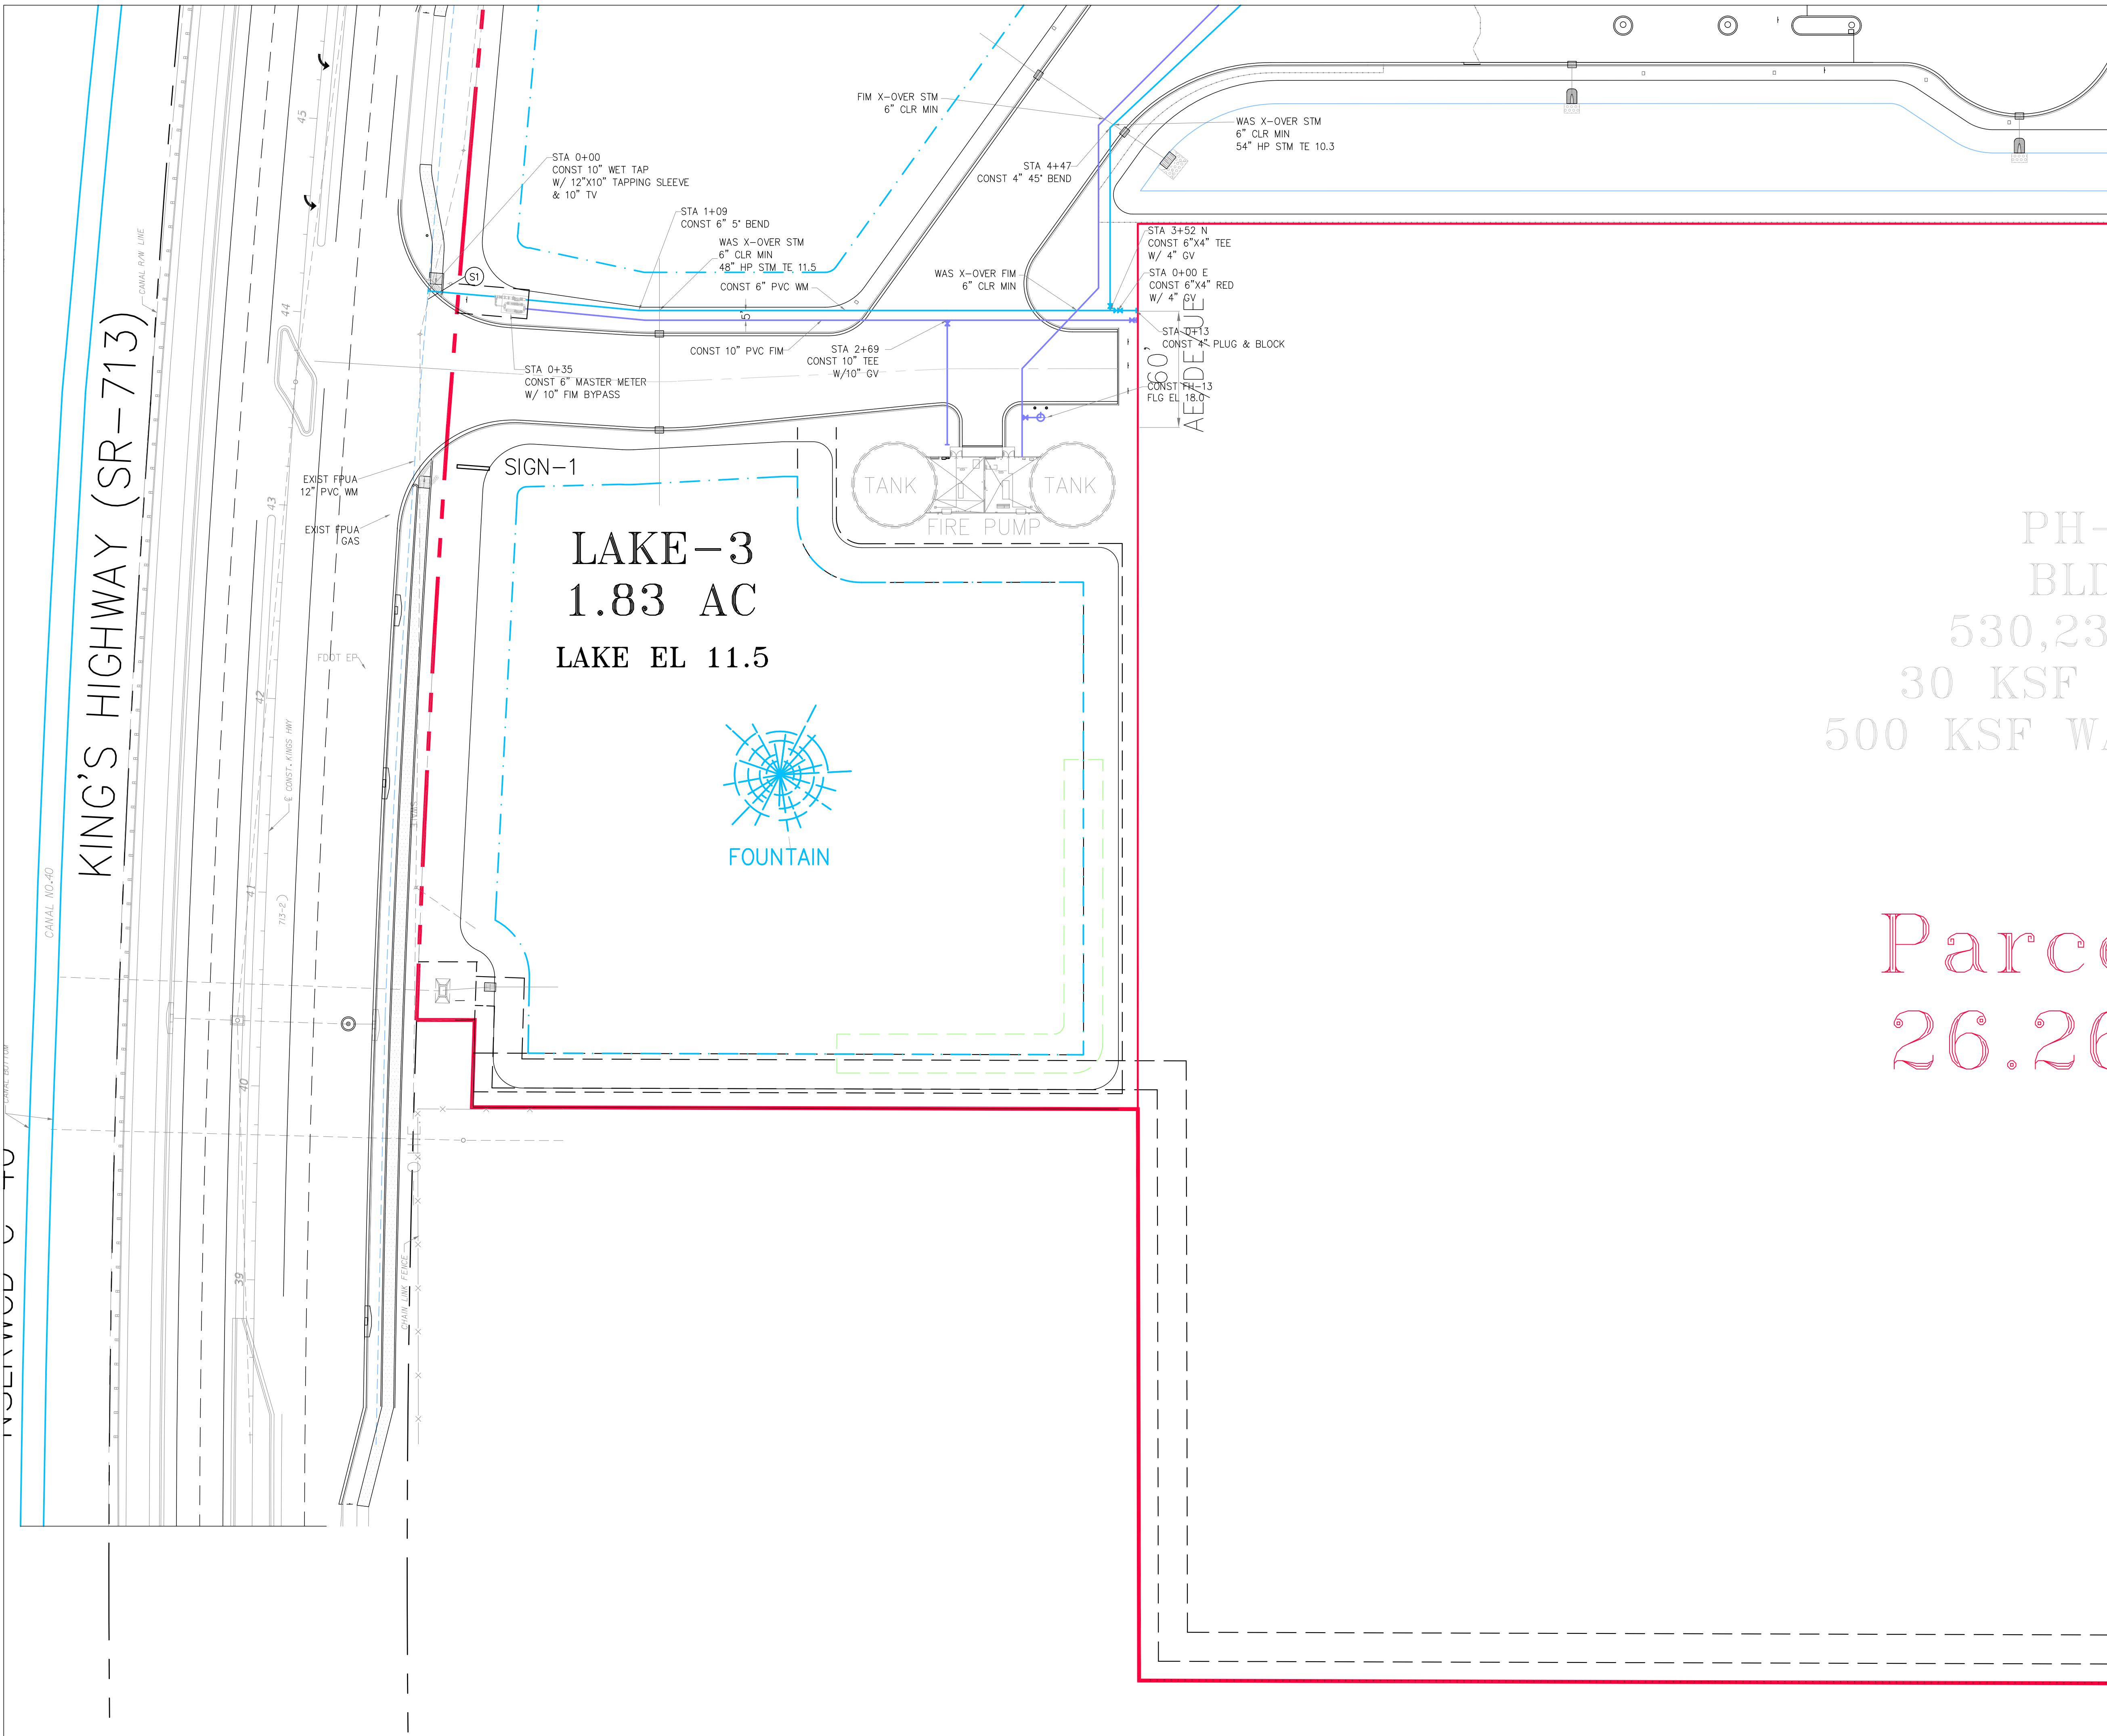 45
FIM X-OVER STM
6" CLR MIN
WAS X-OVER STM
6" CLR MIN
54" HP STM TE 10.3
STA 0+00
CONST 10" WET TAP
W/ 12"X10" TAPPING SLEEVE
& 10" TV
STA 4+47
CONST 4" 45° BEND
STA 1+09
CONST 6" 5° BEND
WAS X-OVER STM
6" CLR MIN
48" HP STM TE 11.5
CONST 6" PVC WM
STA 3+52 N
CONST 6"X4" TEE
W/ 4" GV
STA 0+00 E
CONST 6"X4" RED
W/ 4" GV
WAS X-OVER FIM
6" CLR MIN
CANAL R/W LINE
S1
44
5'
STA 0+13
CONST 4" PLUG & BLOCK
CONST 10" PVC FIM
STA 2+69
CONST 10" TEE
W/10" GV
STA 0+35
CONST 6" MASTER METER
W/ 10" FIM BYPASS
60'
CONST FH-13
FLG EL 18.0
KING'S HIGHWAY (SR-713)
SIGN-1
EXIST FPUA
12" PVC WM
43
EXIST FPUA
GAS
TANK
TANK
FIRE PUMP
LAKE-3
1.83 AC
LAKE EL 11.5
PH-
BLD
530,23
30 KSF
500 KSF WA
FDOT EP
42
℄ CONST. KINGS HWY
FOUNTAIN
CANAL NO.40
41
713-2)
Parce
26.26
CANAL BOTTOM
40
39
CHAIN LINK FENCE